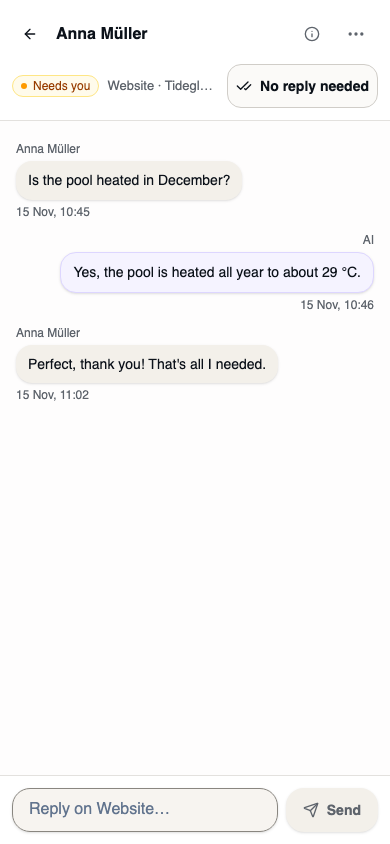 Anna Müller
Needs you
Website · Tidegl…
No reply needed
Anna Müller
Is the pool heated in December?
15 Nov, 10:45
AI
Yes, the pool is heated all year to about 29 °C.
15 Nov, 10:46
Anna Müller
Perfect, thank you! That's all I needed.
15 Nov, 11:02
Reply on Website…
Send